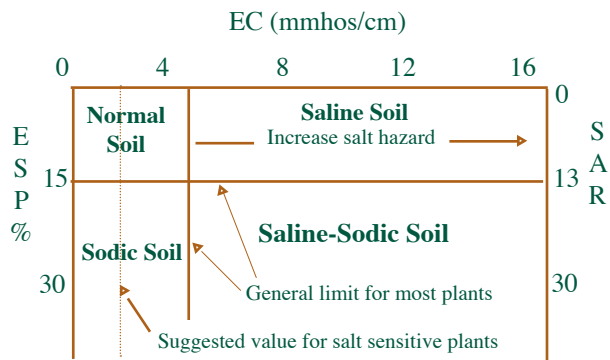 EC (mmhos/cm)
0 4 8 12 16
Normal
Soil
Saline Soil
Increase salt hazard
0
E
S
P
%
S
A
R
15
13
Saline-Sodic Soil
Sodic Soil
30
30
General limit for most plants
Suggested value for salt sensitive plants